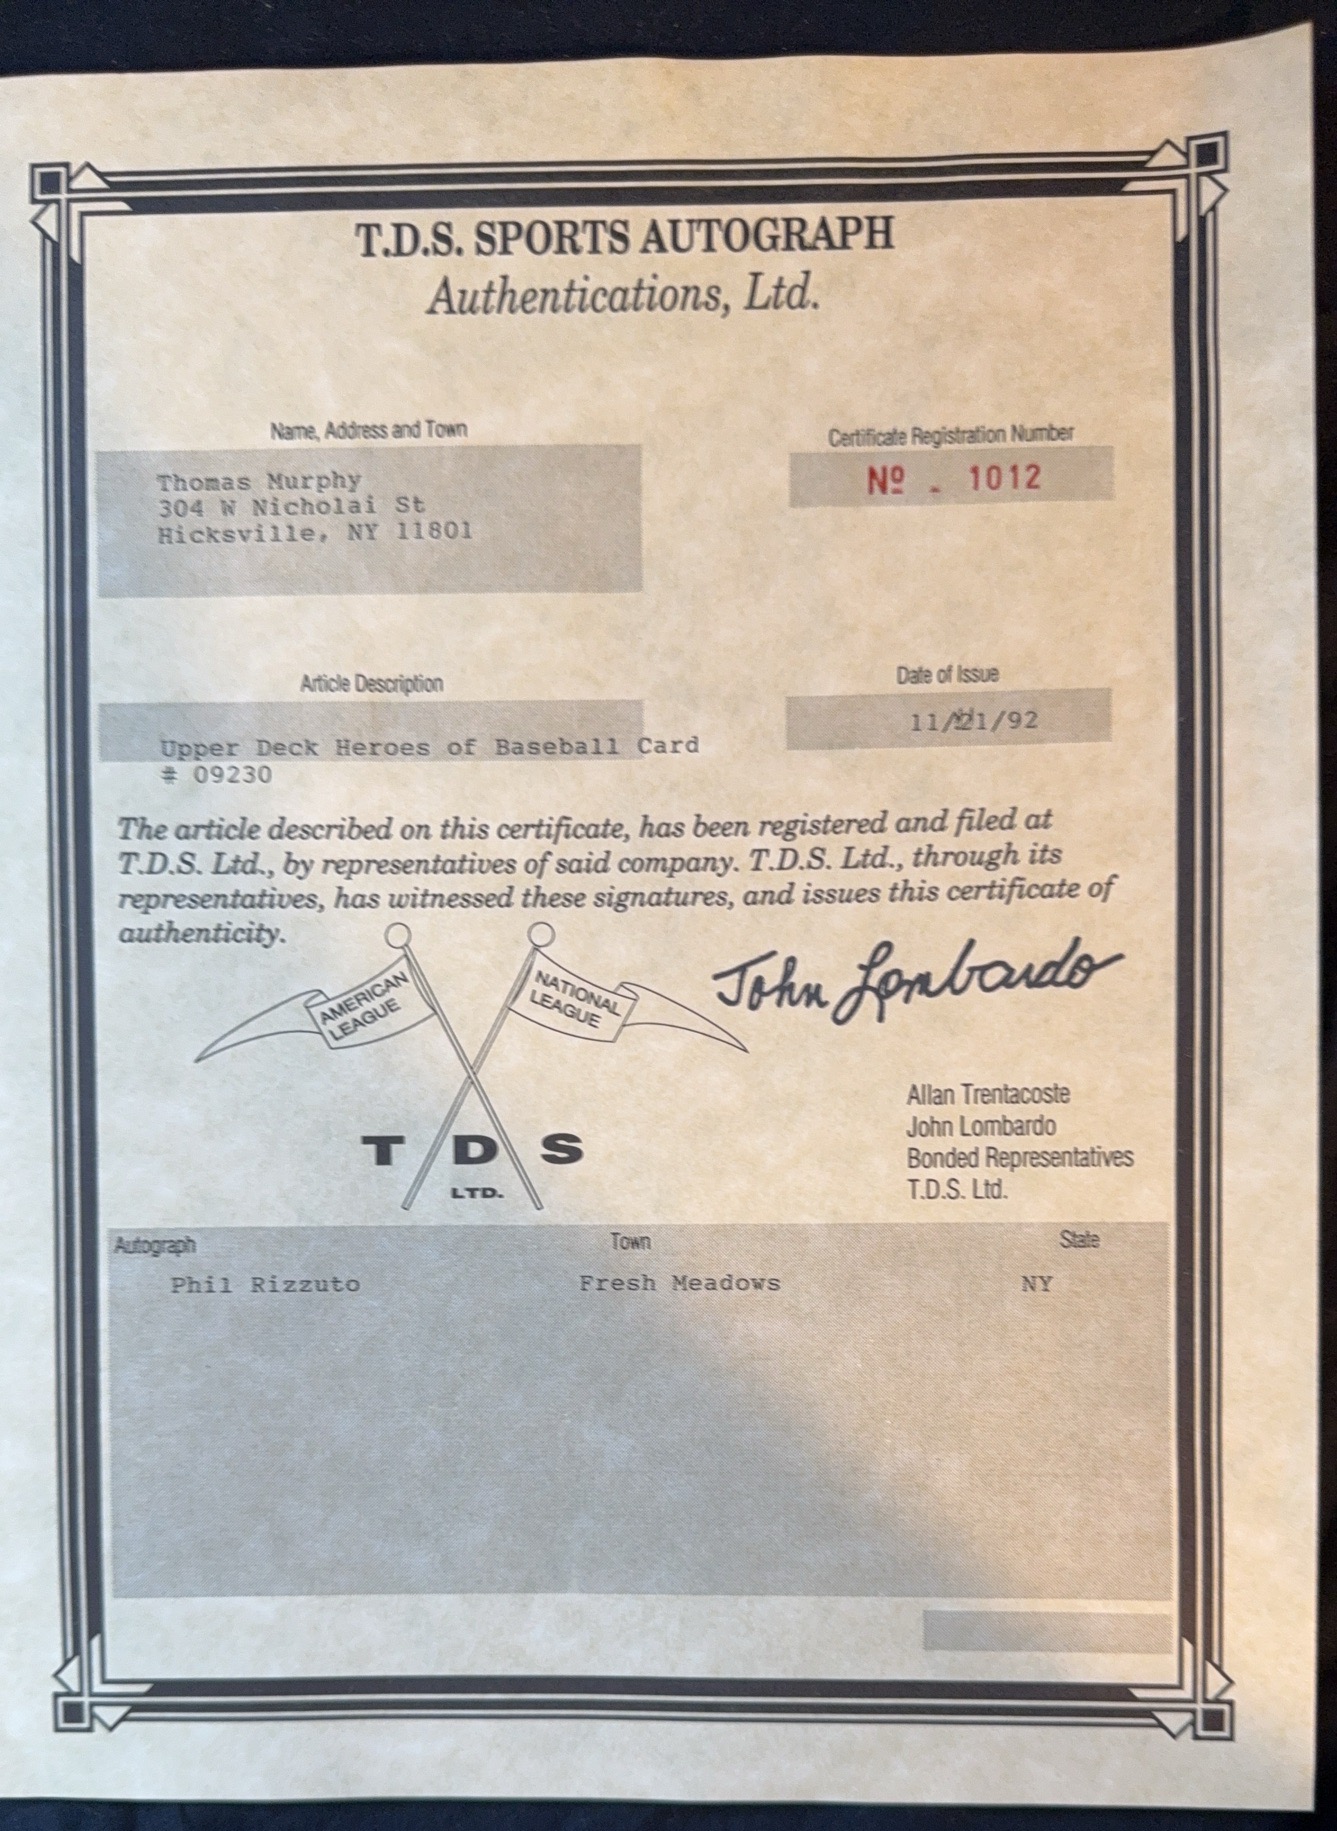 T.D.S. SPORTS AUTOGRAPH
Authentications, Ltd.
Name, Address and Town
Thomas Murphy
304 W Nicholai St
Hicksville, NY 11801
Certificate Registration Number
Nº . 1012
Article Description
Upper Deck Heroes of Baseball Card
# 09230
Date of Issue
11/21/92
The article described on this certificate, has been registered and filed at
T.D.S. Ltd., by representatives of said company. T.D.S. Ltd., through its
representatives, has witnessed these signatures, and issues this certificate of
authenticity.
AMERICAN
LEAGUE
NATIONAL
LEAGUE
John Lombardo
T D S
LTD.
Allan Trentacoste
John Lombardo
Bonded Representatives
T.D.S. Ltd.
Autograph Town State
Phil Rizzuto Fresh Meadows NY